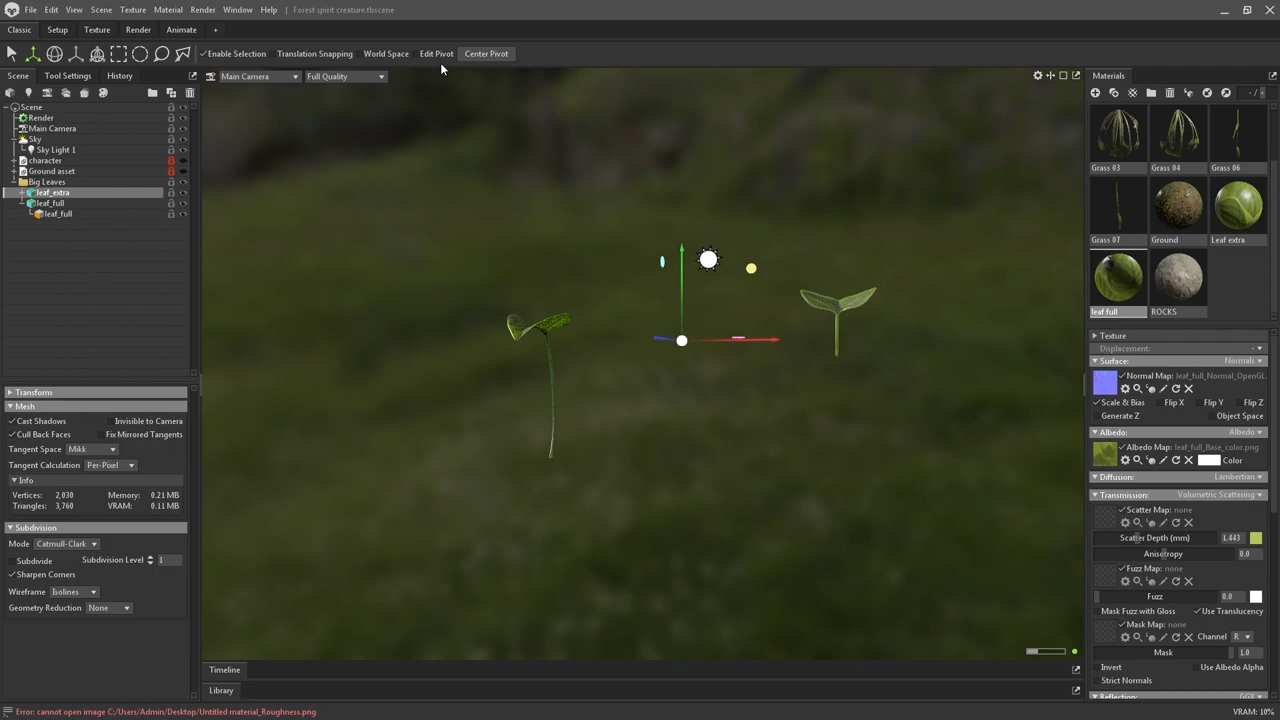 File Edit View Scene Texture Material Render Window Help Forest spirit creature.tbscene
Classic Setup Texture Render Animate +
Enable Selection Translation Snapping World Space Edit Pivot Center Pivot
Scene Tool Settings History
Main Camera Full Quality
Materials
Scene
Render
Main Camera
Sky
Sky Light 1
character
Ground asset
Big Leaves
leaf_extra
leaf_full
leaf_full
Grass 03 Grass 04 Grass 06
Grass 07 Ground Leaf extra
leaf full ROCKS
Transform
Mesh
Cast Shadows Invisible to Camera
Cull Back Faces Fix Mirrored Tangents
Tangent Space Mikk
Tangent Calculation Per-Pixel
Info
Vertices: 2,030 Memory: 0.21 MB
Triangles: 3,760 VRAM: 0.11 MB
Subdivision
Mode Catmull-Clark
Subdivide Subdivision Level 1
Sharpen Corners
Wireframe Isolines
Geometry Reduction None
Texture
Displacement: -
Surface: Normals
Normal Map: leaf_full_Normal_OpenGL.
Scale & Bias Flip X Flip Y Flip Z
Generate Z Object Space
Albedo: Albedo
Albedo Map: leaf_full_Base_color.png
Color
Diffusion: Lambertian
Transmission: Volumetric Scattering
Scatter Map: none
Scatter Depth (mm) 1.443
Anisotropy 0.0
Fuzz Map: none
Fuzz 0.0
Mask Fuzz with Gloss Use Translucency
Mask Map: none
Channel R
Mask 1.0
Invert Use Albedo Alpha
Strict Normals
Reflection: GGX
Timeline
Library
Error: cannot open image C:/Users/Admin/Desktop/Untitled material_Roughness.png
VRAM: 10%